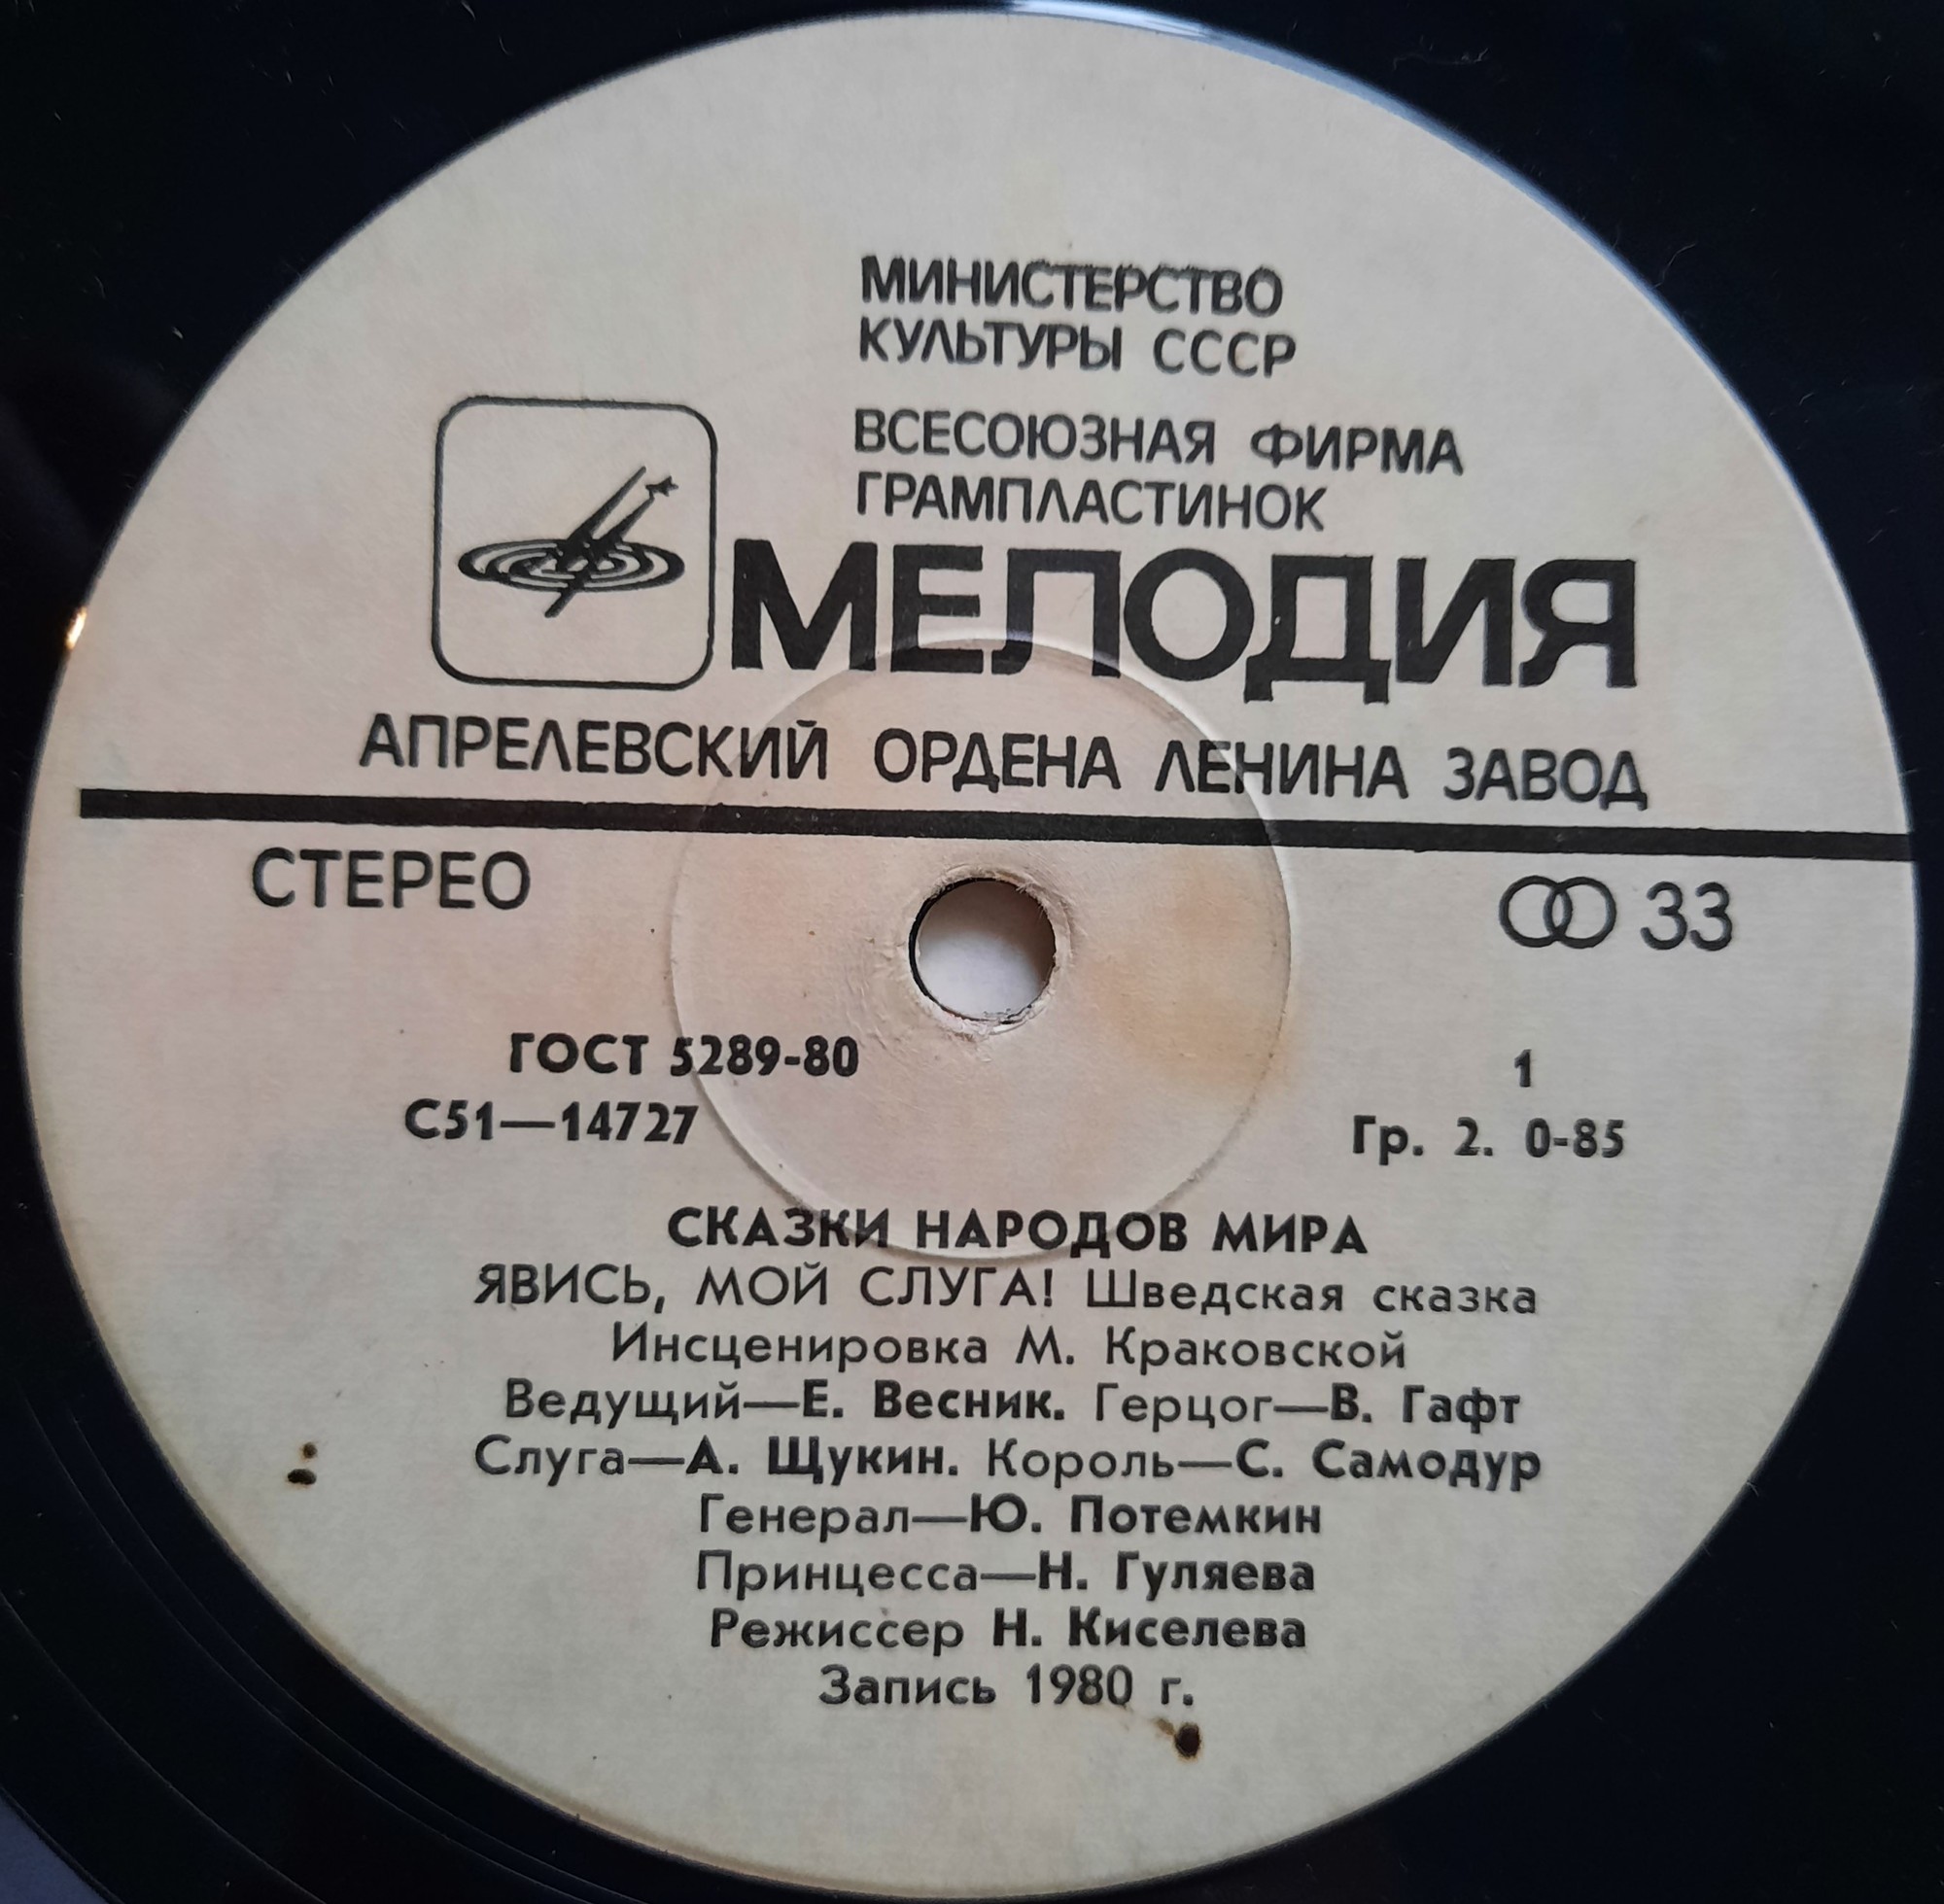 МИНИСТЕРСТВО
КУЛЬТУРЫ СССР
ВСЕСОЮЗНАЯ ФИРМА
ГРАМПЛАСТИНОК
МЕЛОДИЯ
АПРЕЛЕВСКИЙ ОРДЕНА ЛЕНИНА ЗАВОД
СТЕРЕО 33
ГОСТ 5289-80 1
С51—14727 Гр. 2. 0-85
СКАЗКИ НАРОДОВ МИРА
ЯВИСЬ, МОЙ СЛУГА! Шведская сказка
Инсценировка М. Краковской
Ведущий—Е. Весник. Герцог—В. Гафт
Слуга—А. Щукин. Король—С. Самодур
Генерал—Ю. Потемкин
Принцесса—Н. Гуляева
Режиссер Н. Киселева
Запись 1980 г.